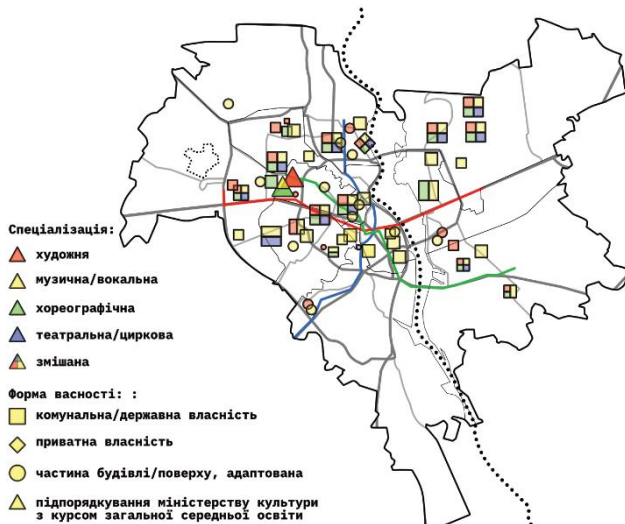 Спеціалізація:
художня
музична/вокальна
хореографічна
театральна/циркова
змішана
Форма васності: :
комунальна/державна власність
приватна власність
частина будівлі/поверху, адаптована
підпорядкування міністерству культури
з курсом загальної середньої освіти